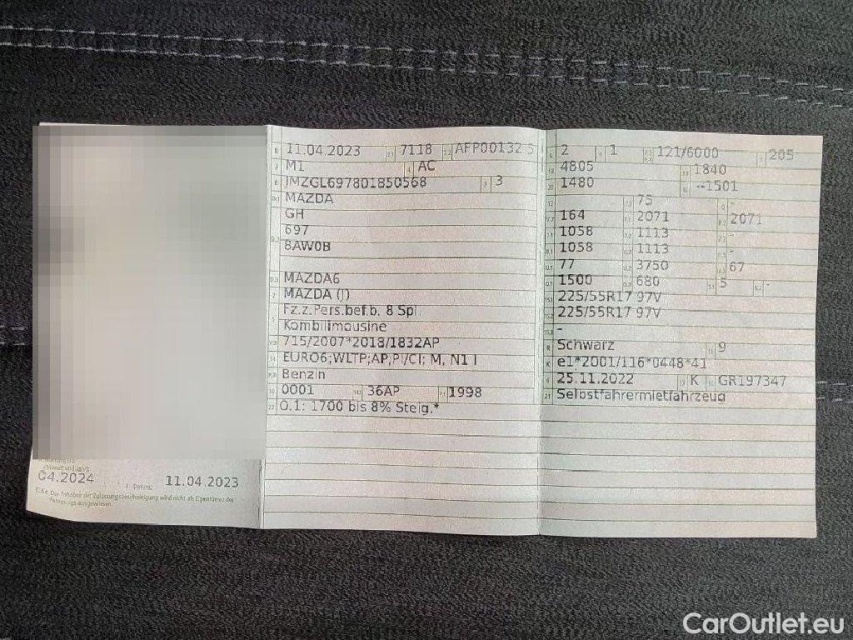 04.2024 11.04.2023
11.04.2023 7118 AFP00132 5
M1 AC
JMZGL697801850568 3
MAZDA
GH
697
8AW0B
MAZDA6
MAZDA (J)
Fz.z.Pers.bef.b. 8 Spl
Kombilimousine
715/2007*2018/1832AP
EURO6;WLTP;AP,PI/CI; M, N1 I
Benzin
0001 36AP 1998
O.1: 1700 bis 8% Steig.*
2 1 121/6000 205
4805 1840
1480 --1501
75 -
164 2071 2071
1058 1113 -
1058 1113 -
77 3750 67
1500 680 5 -
225/55R17 97V
225/55R17 97V
-
Schwarz 9
e1*2001/116*0448*41
25.11.2022 K GR197347
Selbstfahrermietfahrzeug
CarOutlet.eu